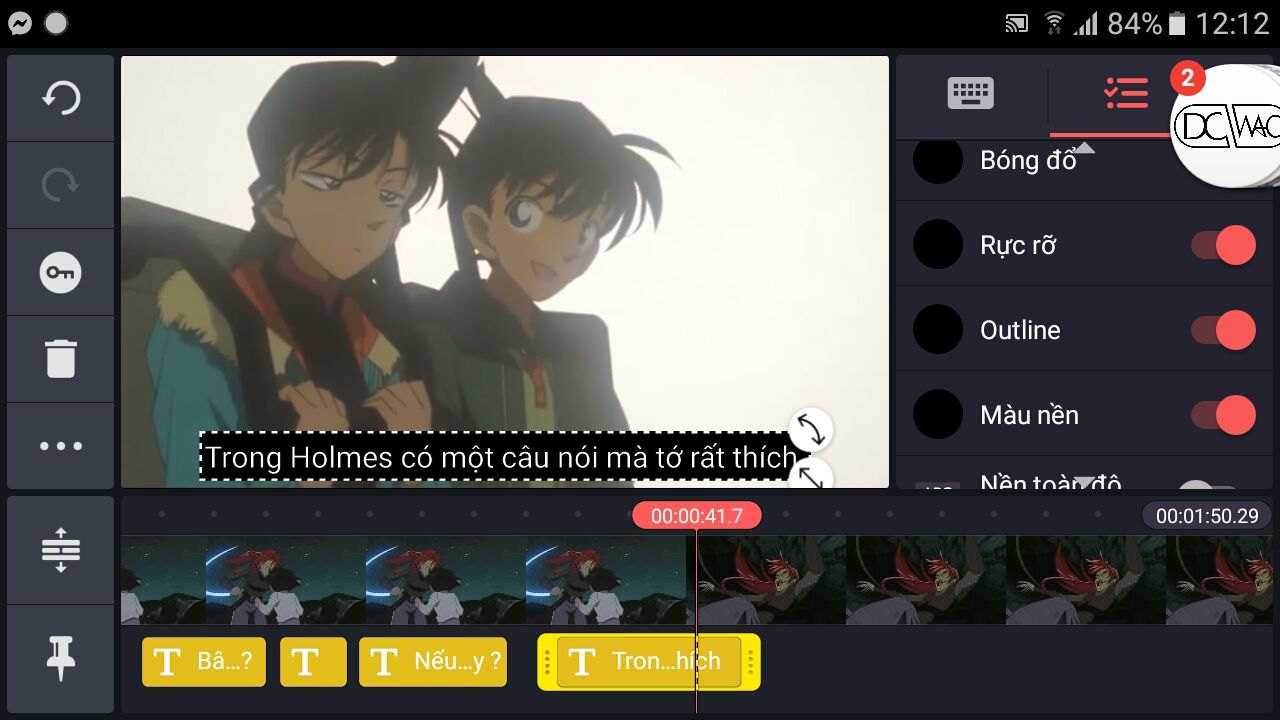 84% 12:12
2
DC WAC
Bóng đổ
Rực rỡ
Outline
Màu nền
Nền toàn độ
Trong Holmes có một câu nói mà tớ rất thích
00:00:41.7
00:01:50.29
T Bâ...?
T
T Nếu...y ?
T Tron...hích